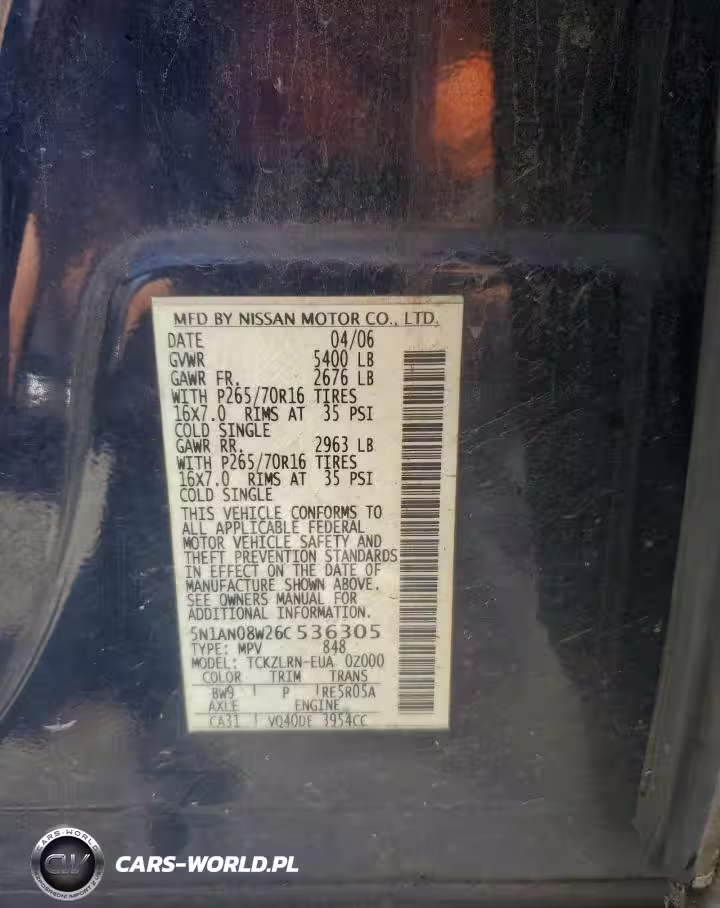 MFD BY NISSAN MOTOR CO., LTD.
DATE 04/06
GVWR 5400 LB
GAWR FR. 2676 LB
WITH P265/70R16 TIRES
16x7.0 RIMS AT 35 PSI
COLD SINGLE
GAWR RR. 2963 LB
WITH P265/70R16 TIRES
16x7.0 RIMS AT 35 PSI
COLD SINGLE
THIS VEHICLE CONFORMS TO
ALL APPLICABLE FEDERAL
MOTOR VEHICLE SAFETY AND
THEFT PREVENTION STANDARDS
IN EFFECT ON THE DATE OF
MANUFACTURE SHOWN ABOVE.
SEE OWNERS MANUAL FOR
ADDITIONAL INFORMATION.
5N1AN08W26C536305
TYPE: MPV 848
MODEL: TCKZLRN-EUA 0Z000
COLOR TRIM TRANS
BW9 P RE5R05A
AXLE ENGINE
CA31 VQ40DE 3954CC
CARS-WORLD
CW
CARS-WORLD.PL